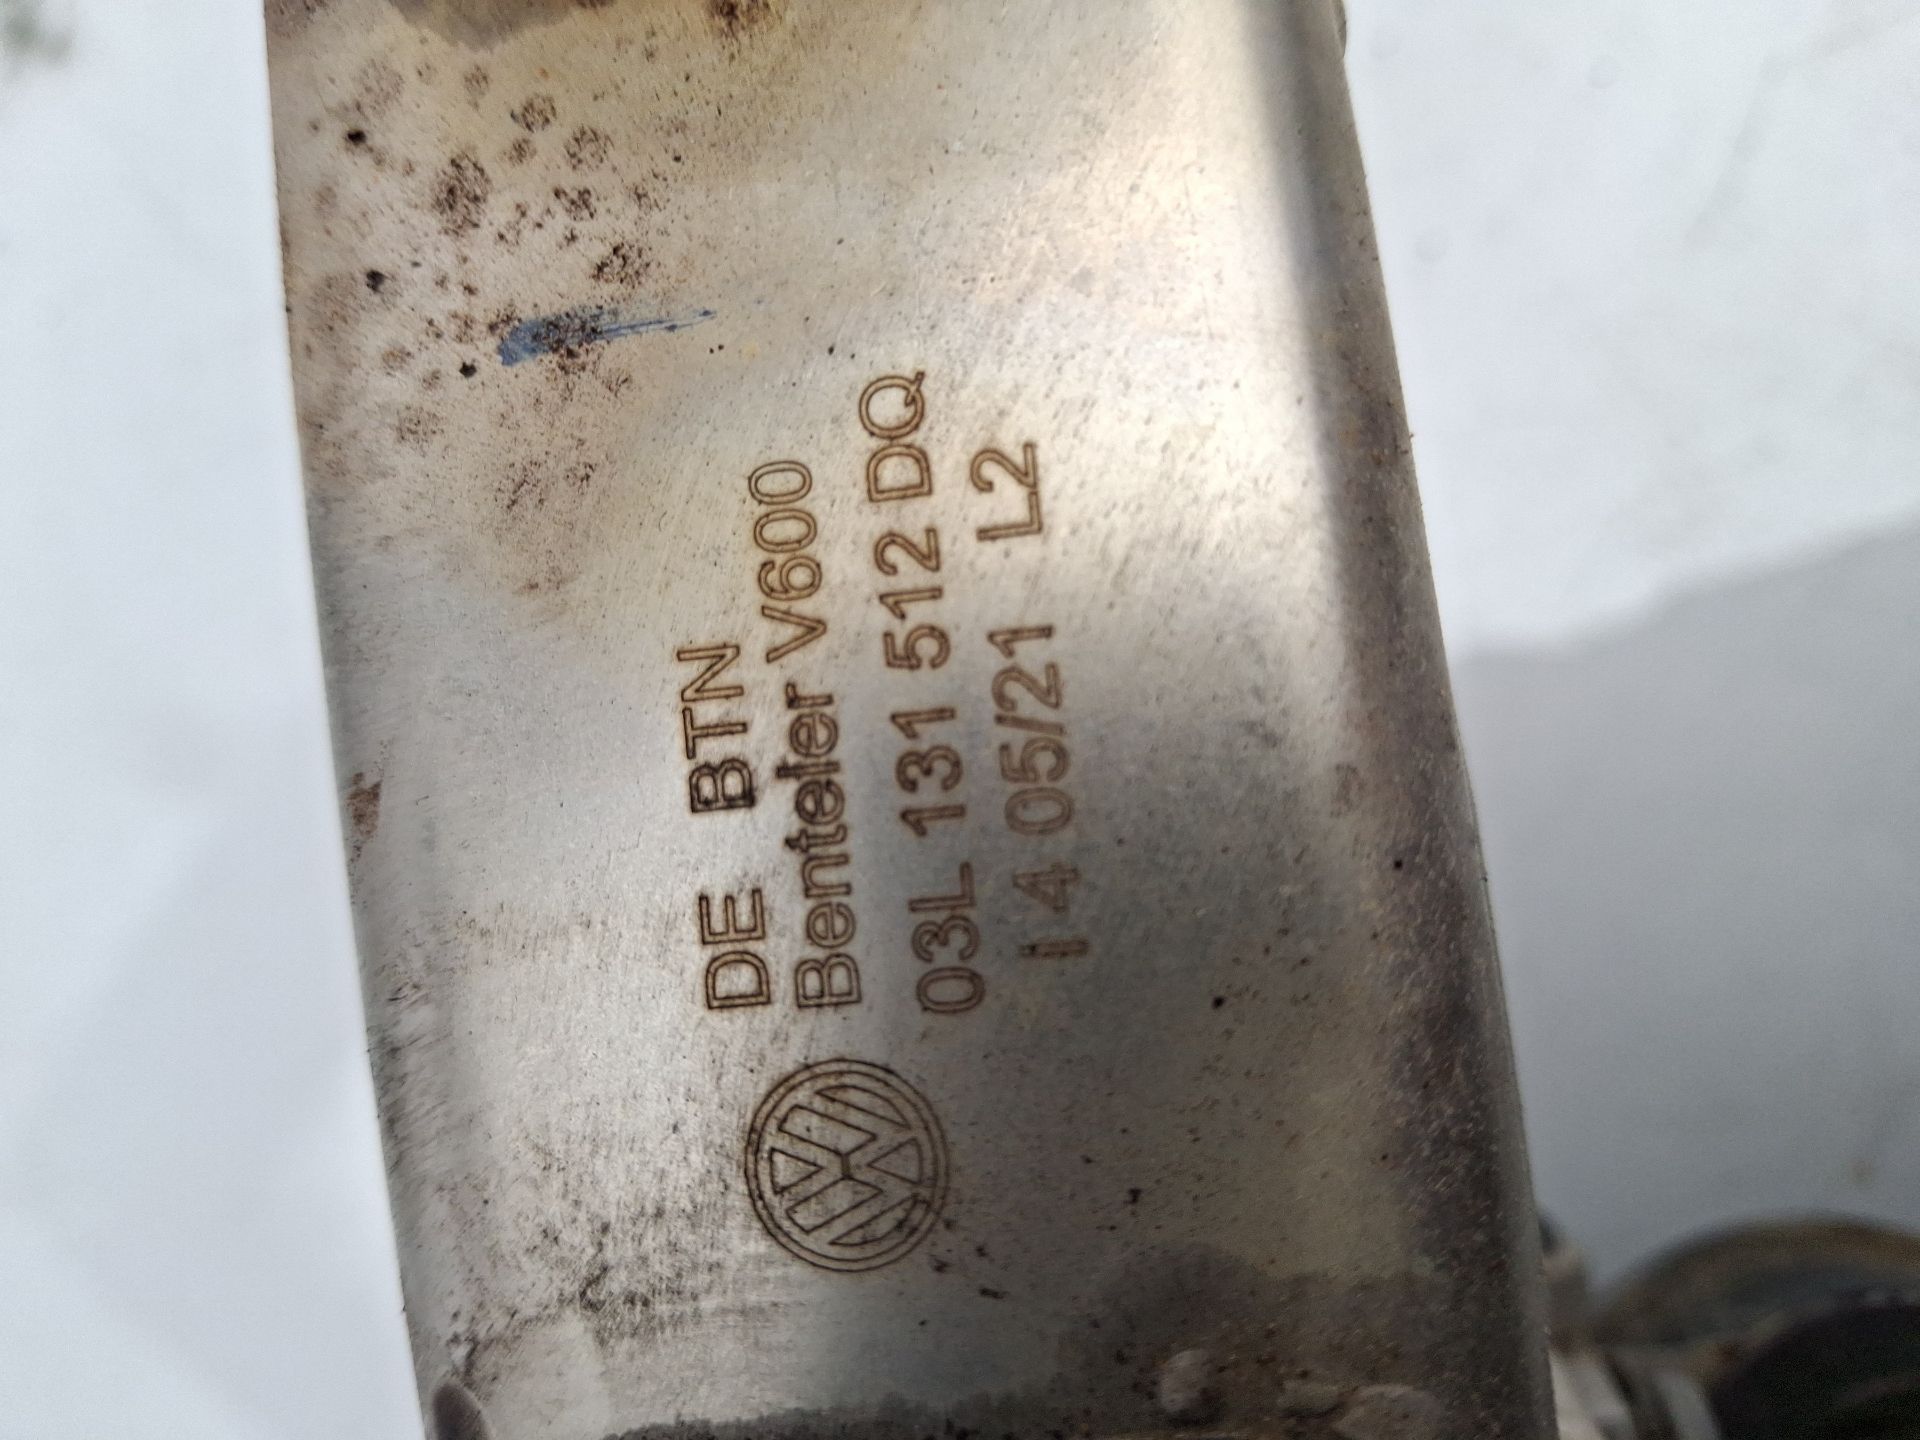 DE BTN
Benteler V600
03L 131 512 DQ
I 4 05/21 L2